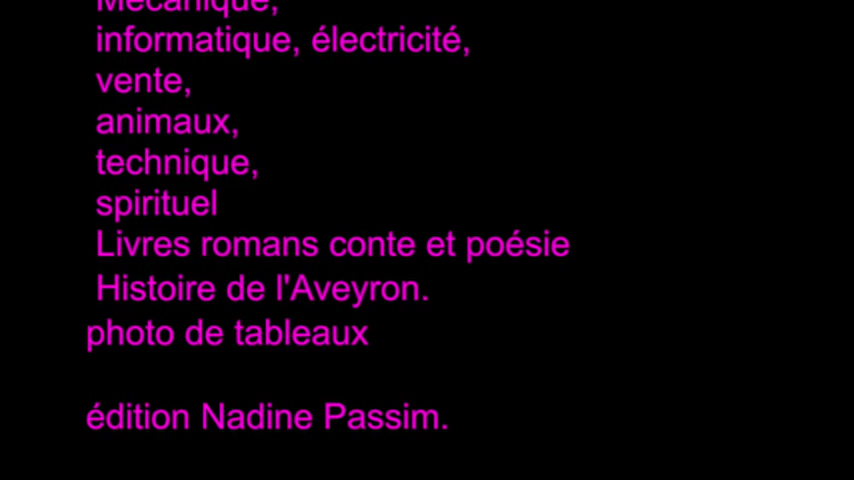 Mécanique,
informatique, électricité,
vente,
animaux,
technique,
spirituel
Livres romans conte et poésie
Histoire de l'Aveyron.
photo de tableaux
édition Nadine Passim.